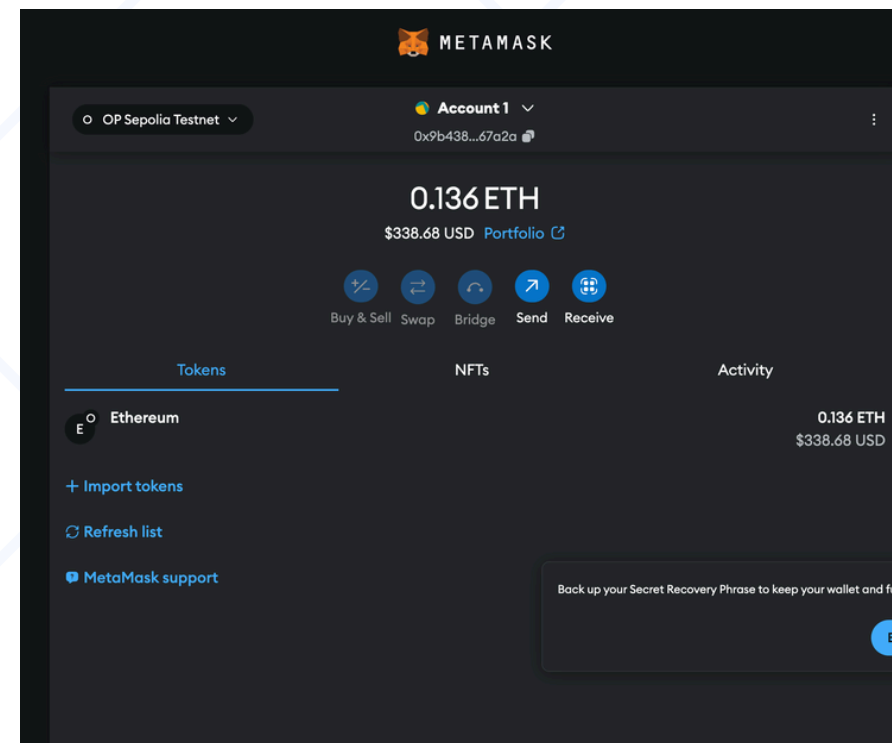 METAMASK
OP Sepolia Testnet
Account 1
0x9b438...67a2a
0.136 ETH
$338.68 USD Portfolio
Buy & Sell Swap Bridge Send Receive
Tokens NFTs Activity
E Ethereum 0.136 ETH
$338.68 USD
+ Import tokens
Refresh list
MetaMask support
Back up your Secret Recovery Phrase to keep your wallet and